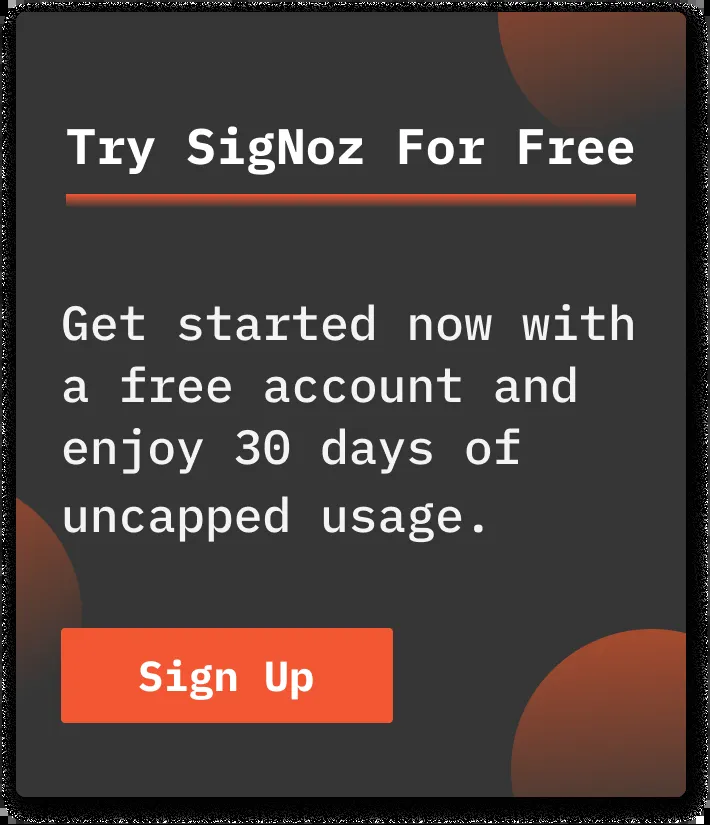 Try SigNoz For Free
Get started now with
a free account and
enjoy 30 days of
uncapped usage.
Sign Up